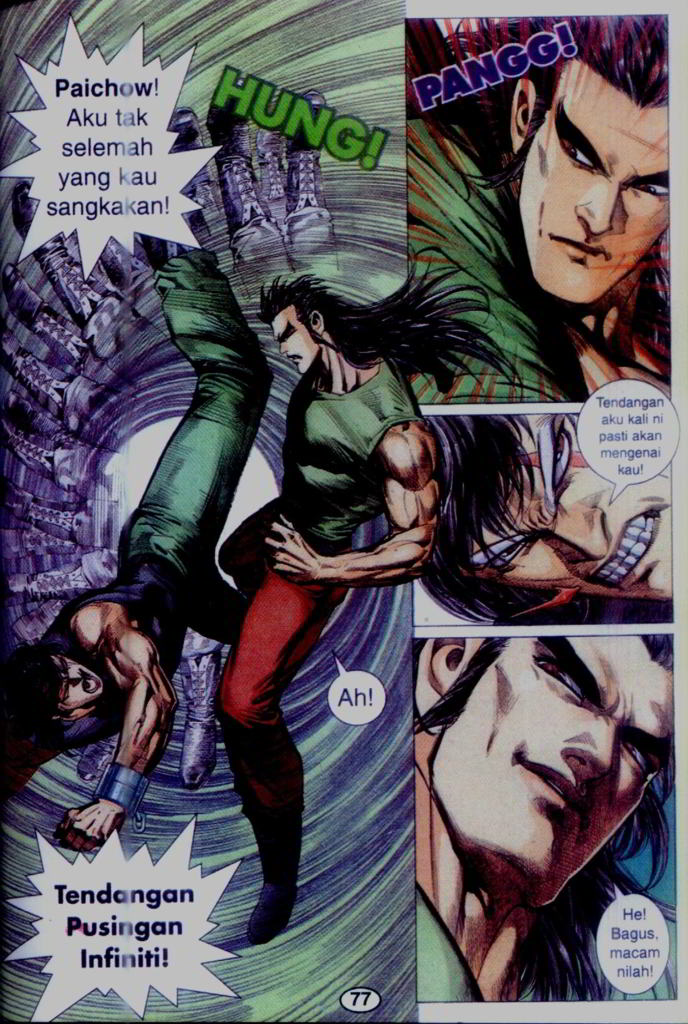 Paichow!
Aku tak
selemah
yang kau
sangkakan!
HUNG!
Ah!
Tendangan
Pusingan
Infiniti!
PANGG!
Tendangan
aku kali ni
pasti akan
mengenai
kau!
He!
Bagus,
macam
nilah!
77